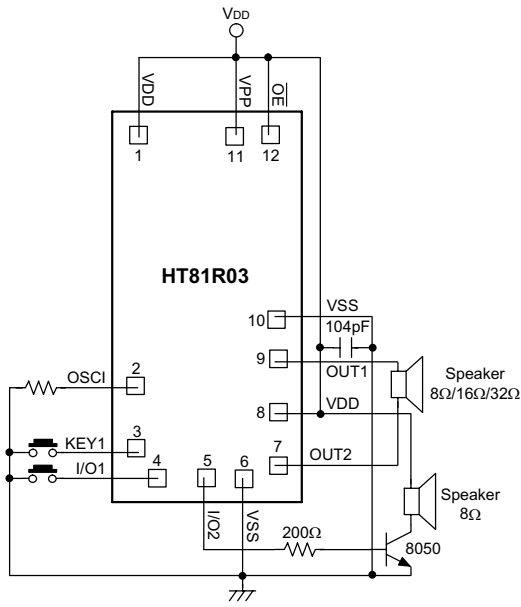 VDD
VDD
VPP
OE
1
11
12
HT81R03
VSS
10
104pF
9
OUT1
Speaker
8Ω/16Ω/32Ω
OSCI
2
8
VDD
KEY1
3
7
OUT2
I/O1
4
5
6
I/O2
VSS
Speaker
8Ω
200Ω
8050